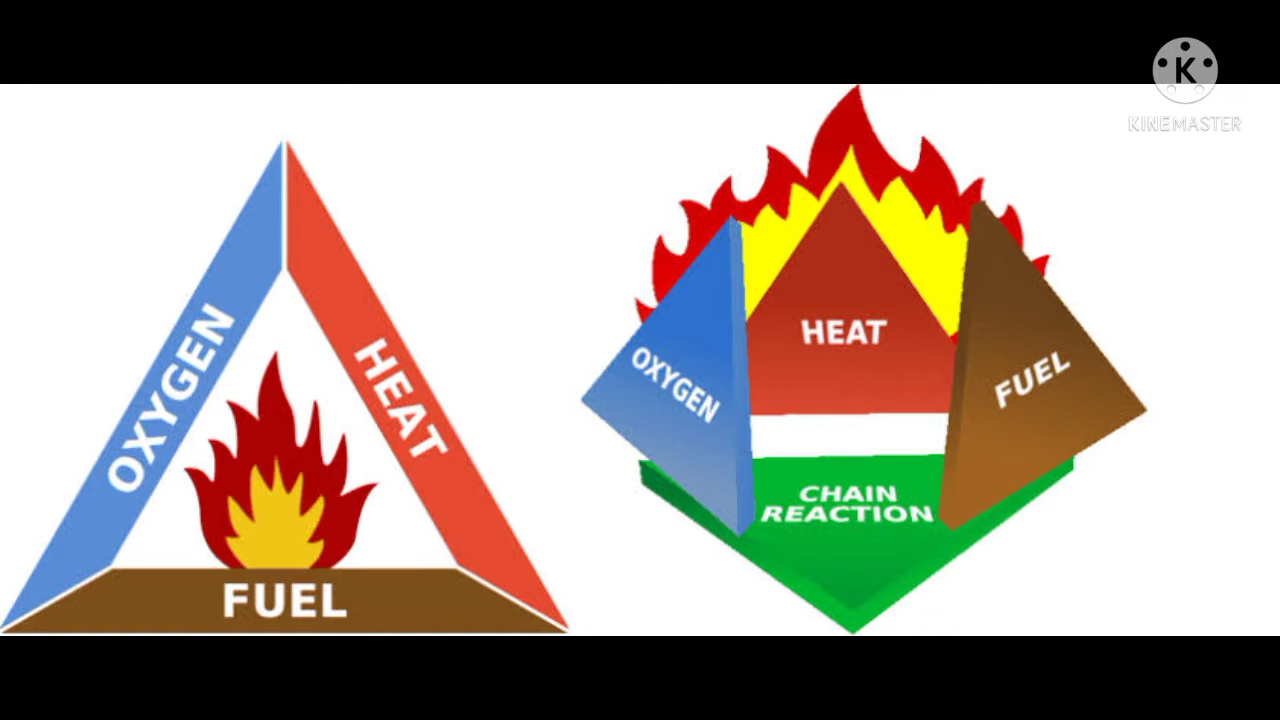 K
KINEMASTER
OXYGEN
HEAT
FUEL
OXYGEN
HEAT
FUEL
CHAIN
REACTION